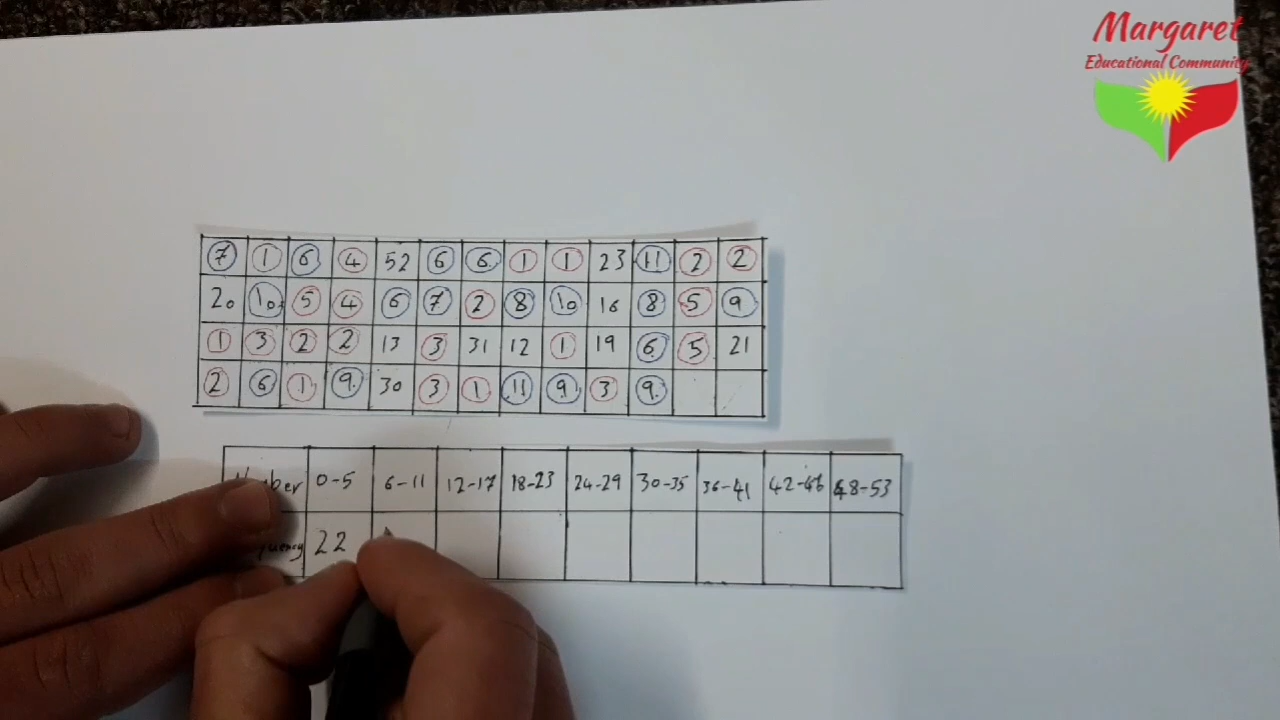 Margaret
Educational Community
7 1 6 4 52 6 6 1 1 23 11 2 2
20 10 5 4 6 7 2 8 10 16 8 5 9
1 3 2 2 13 3 31 12 1 19 6 5 21
2 6 1 9 30 3 1 11 9 3 9
0-5 6-11 12-17 18-23 24-29 30-35 36-41 42-46 48-53
22